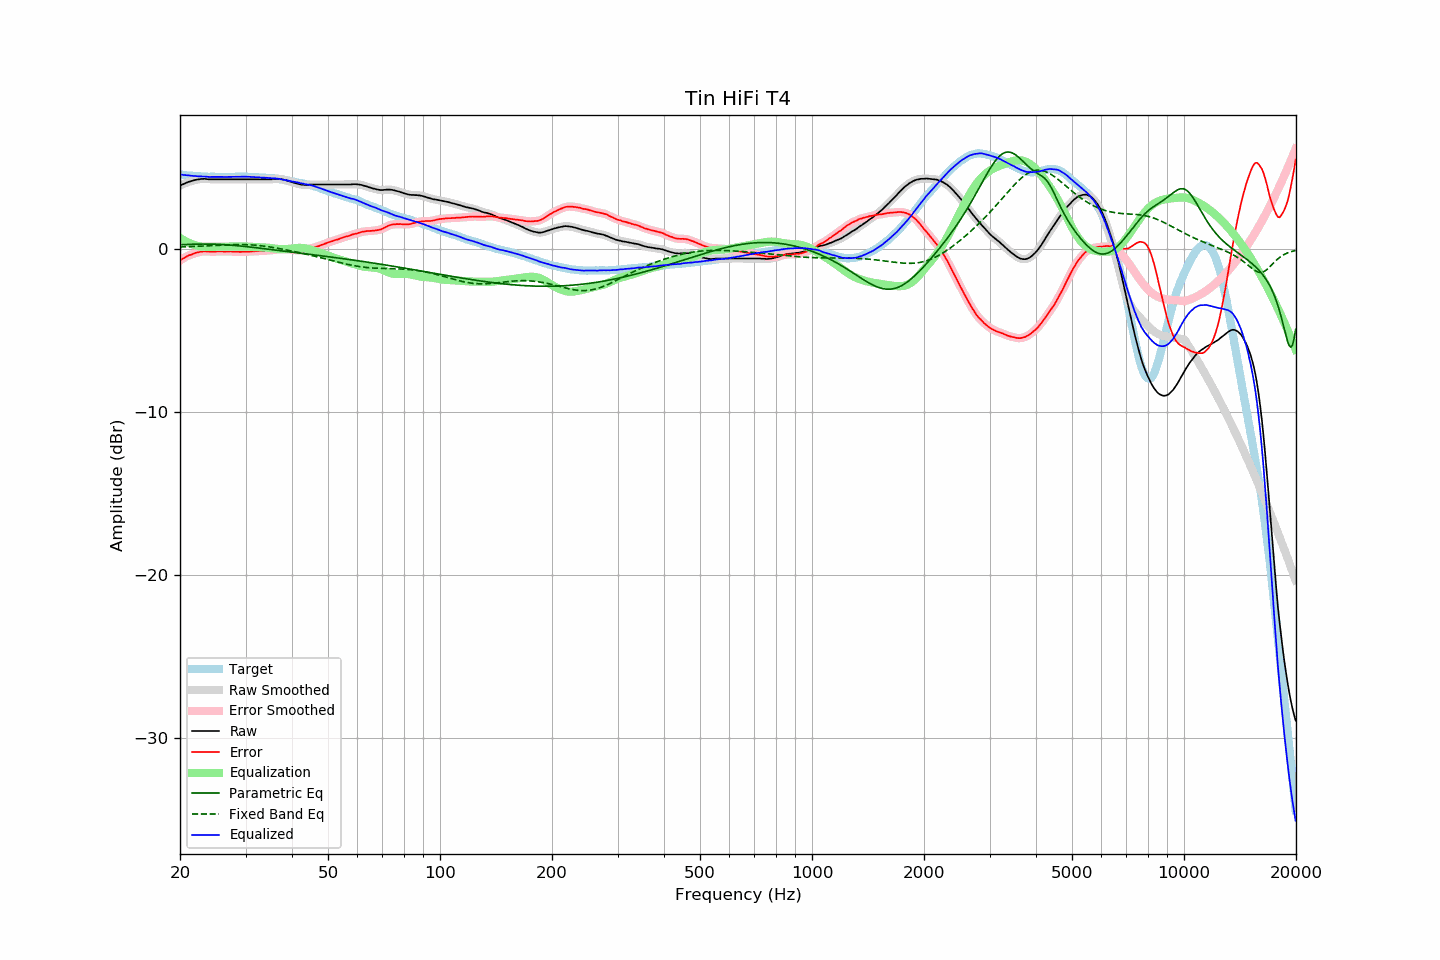 Tin HiFi T4
0
−10
−20
−30
Amplitude (dBr)
Target
Raw Smoothed
Error Smoothed
Raw
Error
Equalization
Parametric Eq
Fixed Band Eq
Equalized
20 50 100 200 500 1000 2000 5000 10000 20000
Frequency (Hz)